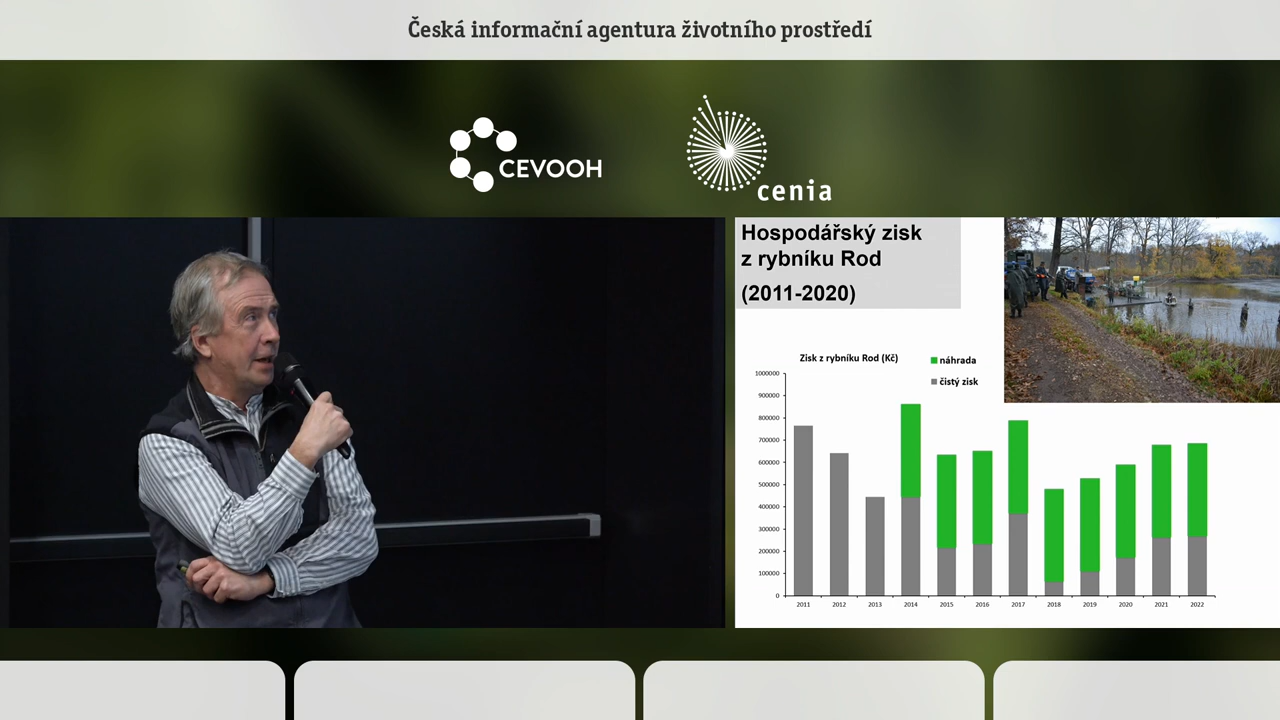 Česká informační agentura životního prostředí
CEVOOH
cenia
Hospodářský zisk
z rybníku Rod
(2011-2020)
Zisk z rybníku Rod (Kč)
náhrada
čistý zisk
1000000
900000
800000
700000
600000
500000
400000
300000
200000
100000
0
2011 2012 2013 2014 2015 2016 2017 2018 2019 2020 2021 2022